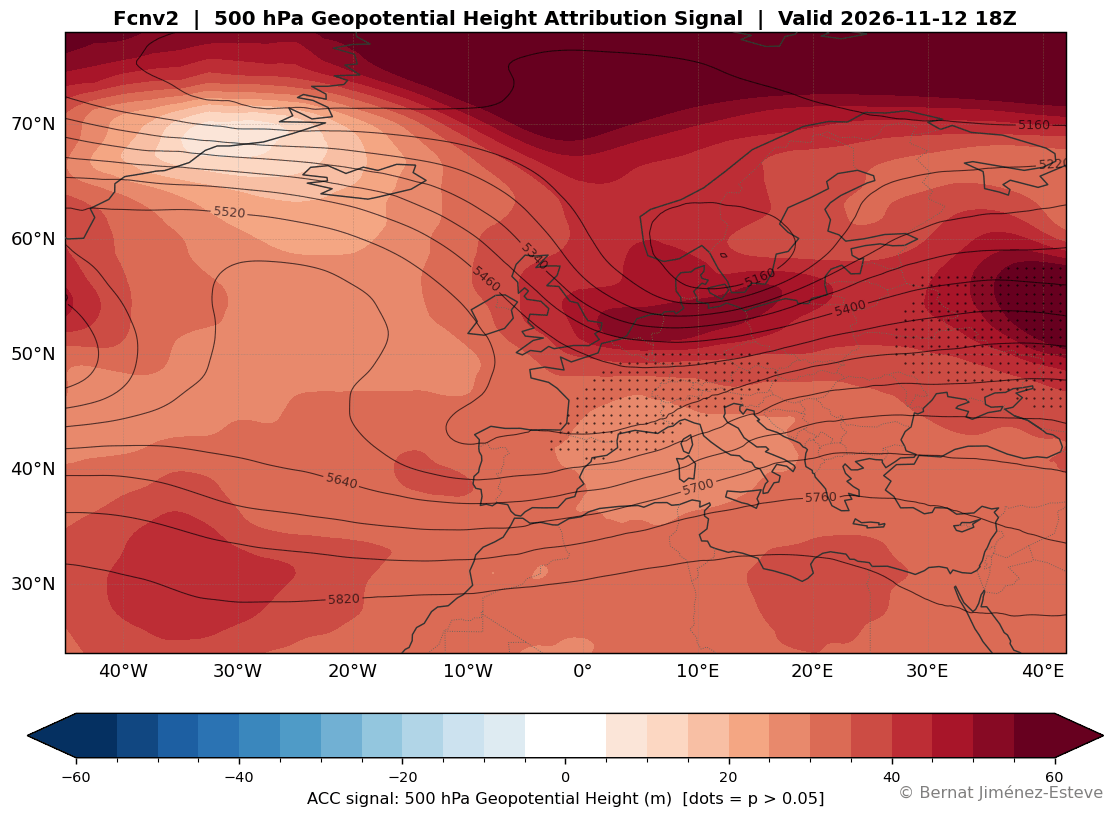 Fcnv2 | 500 hPa Geopotential Height Attribution Signal | Valid 2026-11-12 18Z
70°N
60°N
50°N
40°N
30°N
5160
5220
5520
5340
5460
5160
5400
5640
5700
5760
5820
40°W
30°W
20°W
10°W
0°
10°E
20°E
30°E
40°E
−60
−40
−20
0
20
40
60
ACC signal: 500 hPa Geopotential Height (m) [dots = p > 0.05]
© Bernat Jiménez-Esteve